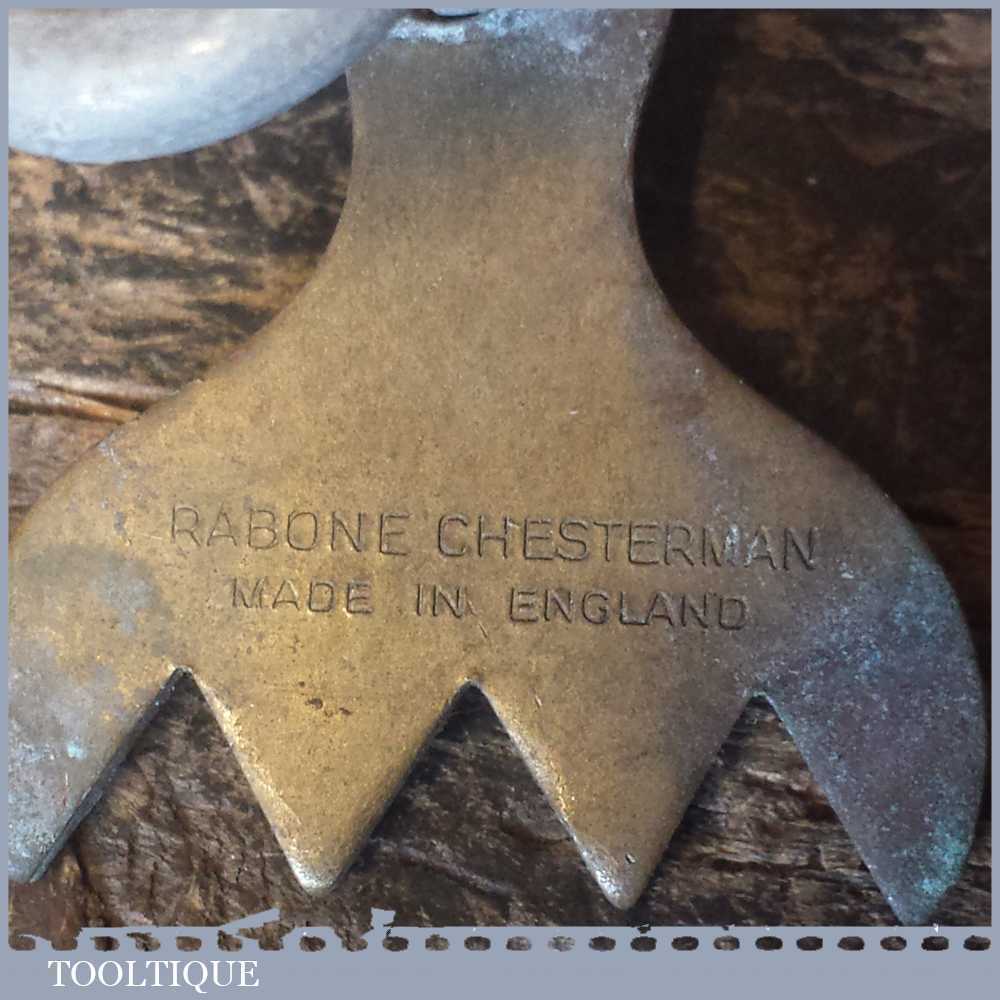 RABONE CHESTERMAN
MADE IN ENGLAND
TOOLTIQUE